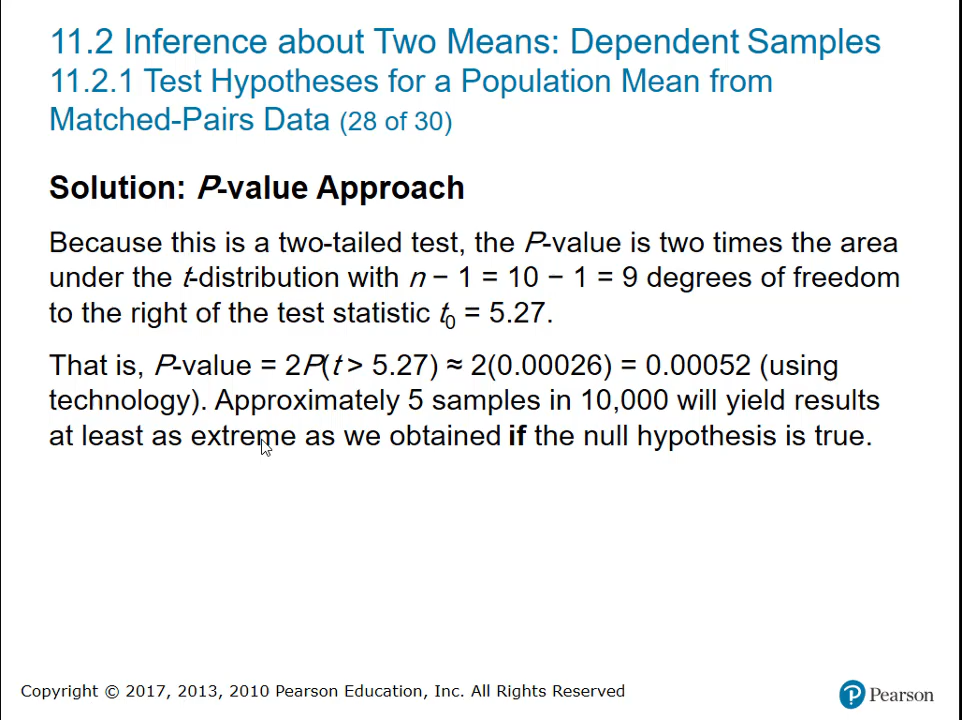 11.2 Inference about Two Means: Dependent Samples
11.2.1 Test Hypotheses for a Population Mean from
Matched-Pairs Data (28 of 30)
Solution: P-value Approach
Because this is a two-tailed test, the P-value is two times the area
under the t-distribution with n − 1 = 10 − 1 = 9 degrees of freedom
to the right of the test statistic t₀ = 5.27.
That is, P-value = 2P(t > 5.27) ≈ 2(0.00026) = 0.00052 (using
technology). Approximately 5 samples in 10,000 will yield results
at least as extreme as we obtained if the null hypothesis is true.
Copyright © 2017, 2013, 2010 Pearson Education, Inc. All Rights Reserved
P Pearson